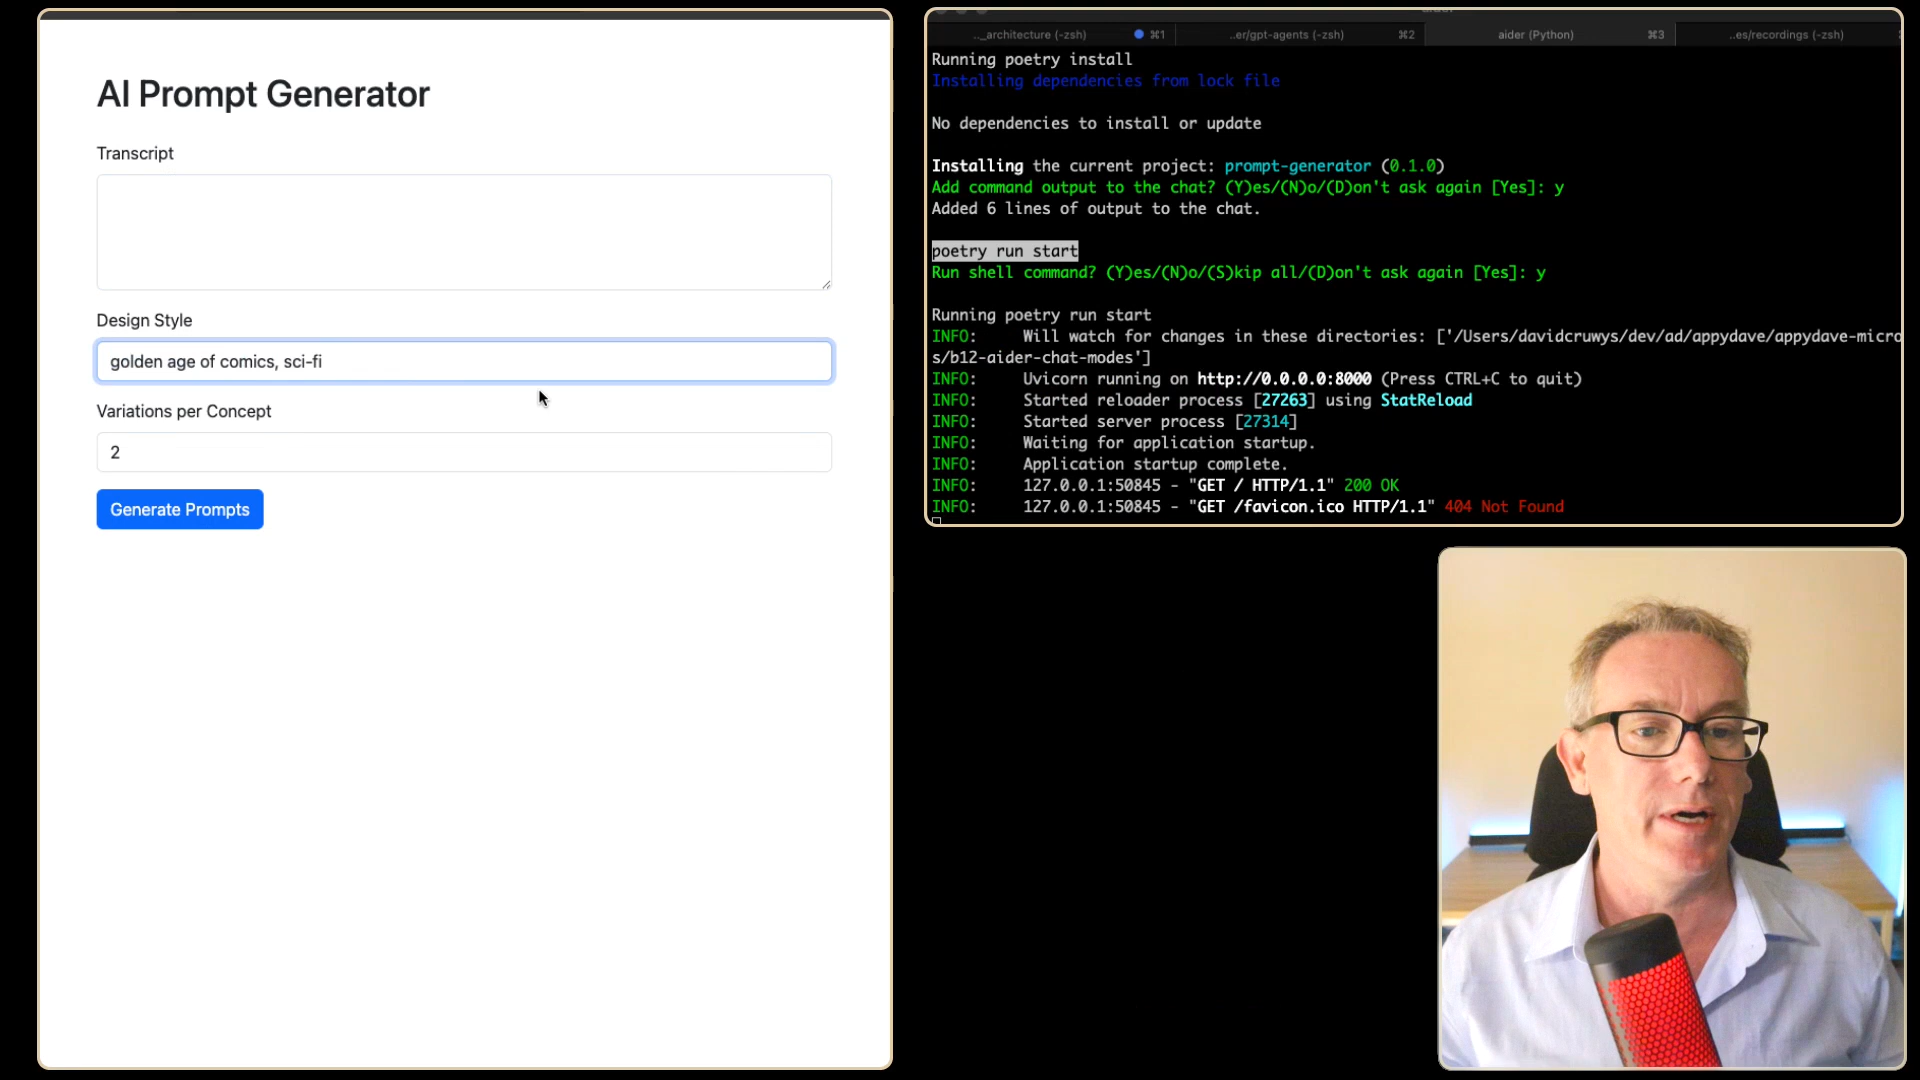 AI Prompt Generator
Transcript
Design Style
golden age of comics, sci-fi
Variations per Concept
2
Generate Prompts
.._architecture (-zsh) ⌘1 ..er/gpt-agents (-zsh) ⌘2 aider (Python) ⌘3 ..es/recordings (-zsh)
Running poetry install
Installing dependencies from lock file
No dependencies to install or update
Installing the current project: prompt-generator (0.1.0)
Add command output to the chat? (Y)es/(N)o/(D)on't ask again [Yes]: y
Added 6 lines of output to the chat.
poetry run start
Run shell command? (Y)es/(N)o/(S)kip all/(D)on't ask again [Yes]: y
Running poetry run start
INFO: Will watch for changes in these directories: ['/Users/davidcruwys/dev/ad/appydave/appydave-micro
s/b12-aider-chat-modes']
INFO: Uvicorn running on http://0.0.0.0:8000 (Press CTRL+C to quit)
INFO: Started reloader process [27263] using StatReload
INFO: Started server process [27314]
INFO: Waiting for application startup.
INFO: Application startup complete.
INFO: 127.0.0.1:50845 - "GET / HTTP/1.1" 200 OK
INFO: 127.0.0.1:50845 - "GET /favicon.ico HTTP/1.1" 404 Not Found